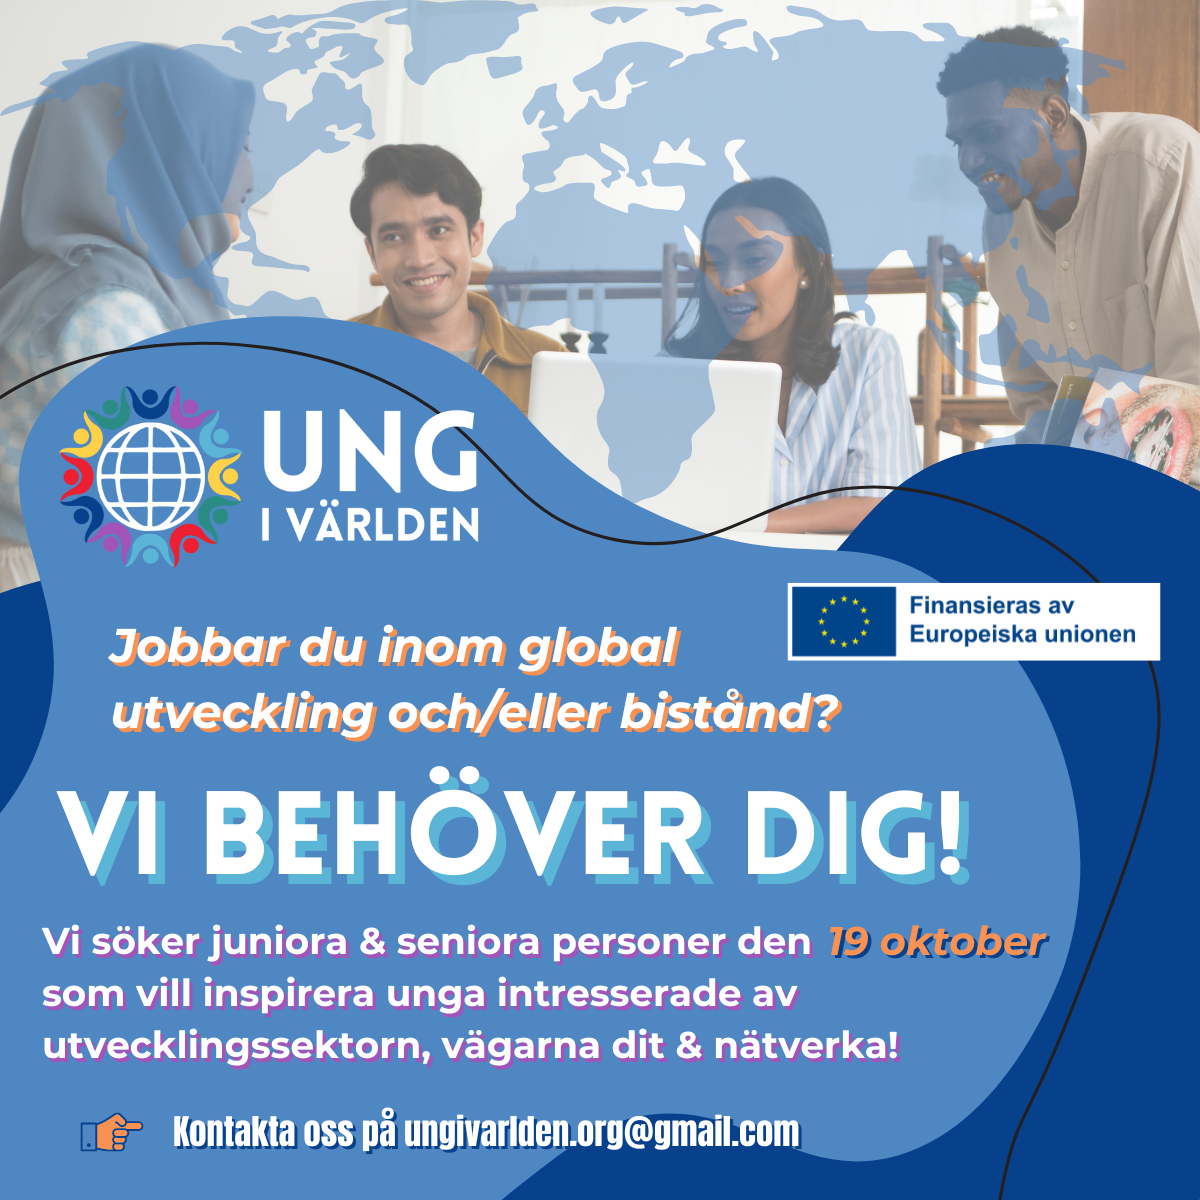 UNG
I VÄRLDEN
Finansieras av
Europeiska unionen
Jobbar du inom global
utveckling och/eller bistånd?
VI BEHÖVER DIG!
Vi söker juniora & seniora personer den 19 oktober
som vill inspirera unga intresserade av
utvecklingssektorn, vägarna dit & nätverka!
Kontakta oss på ungivarlden.org@gmail.com